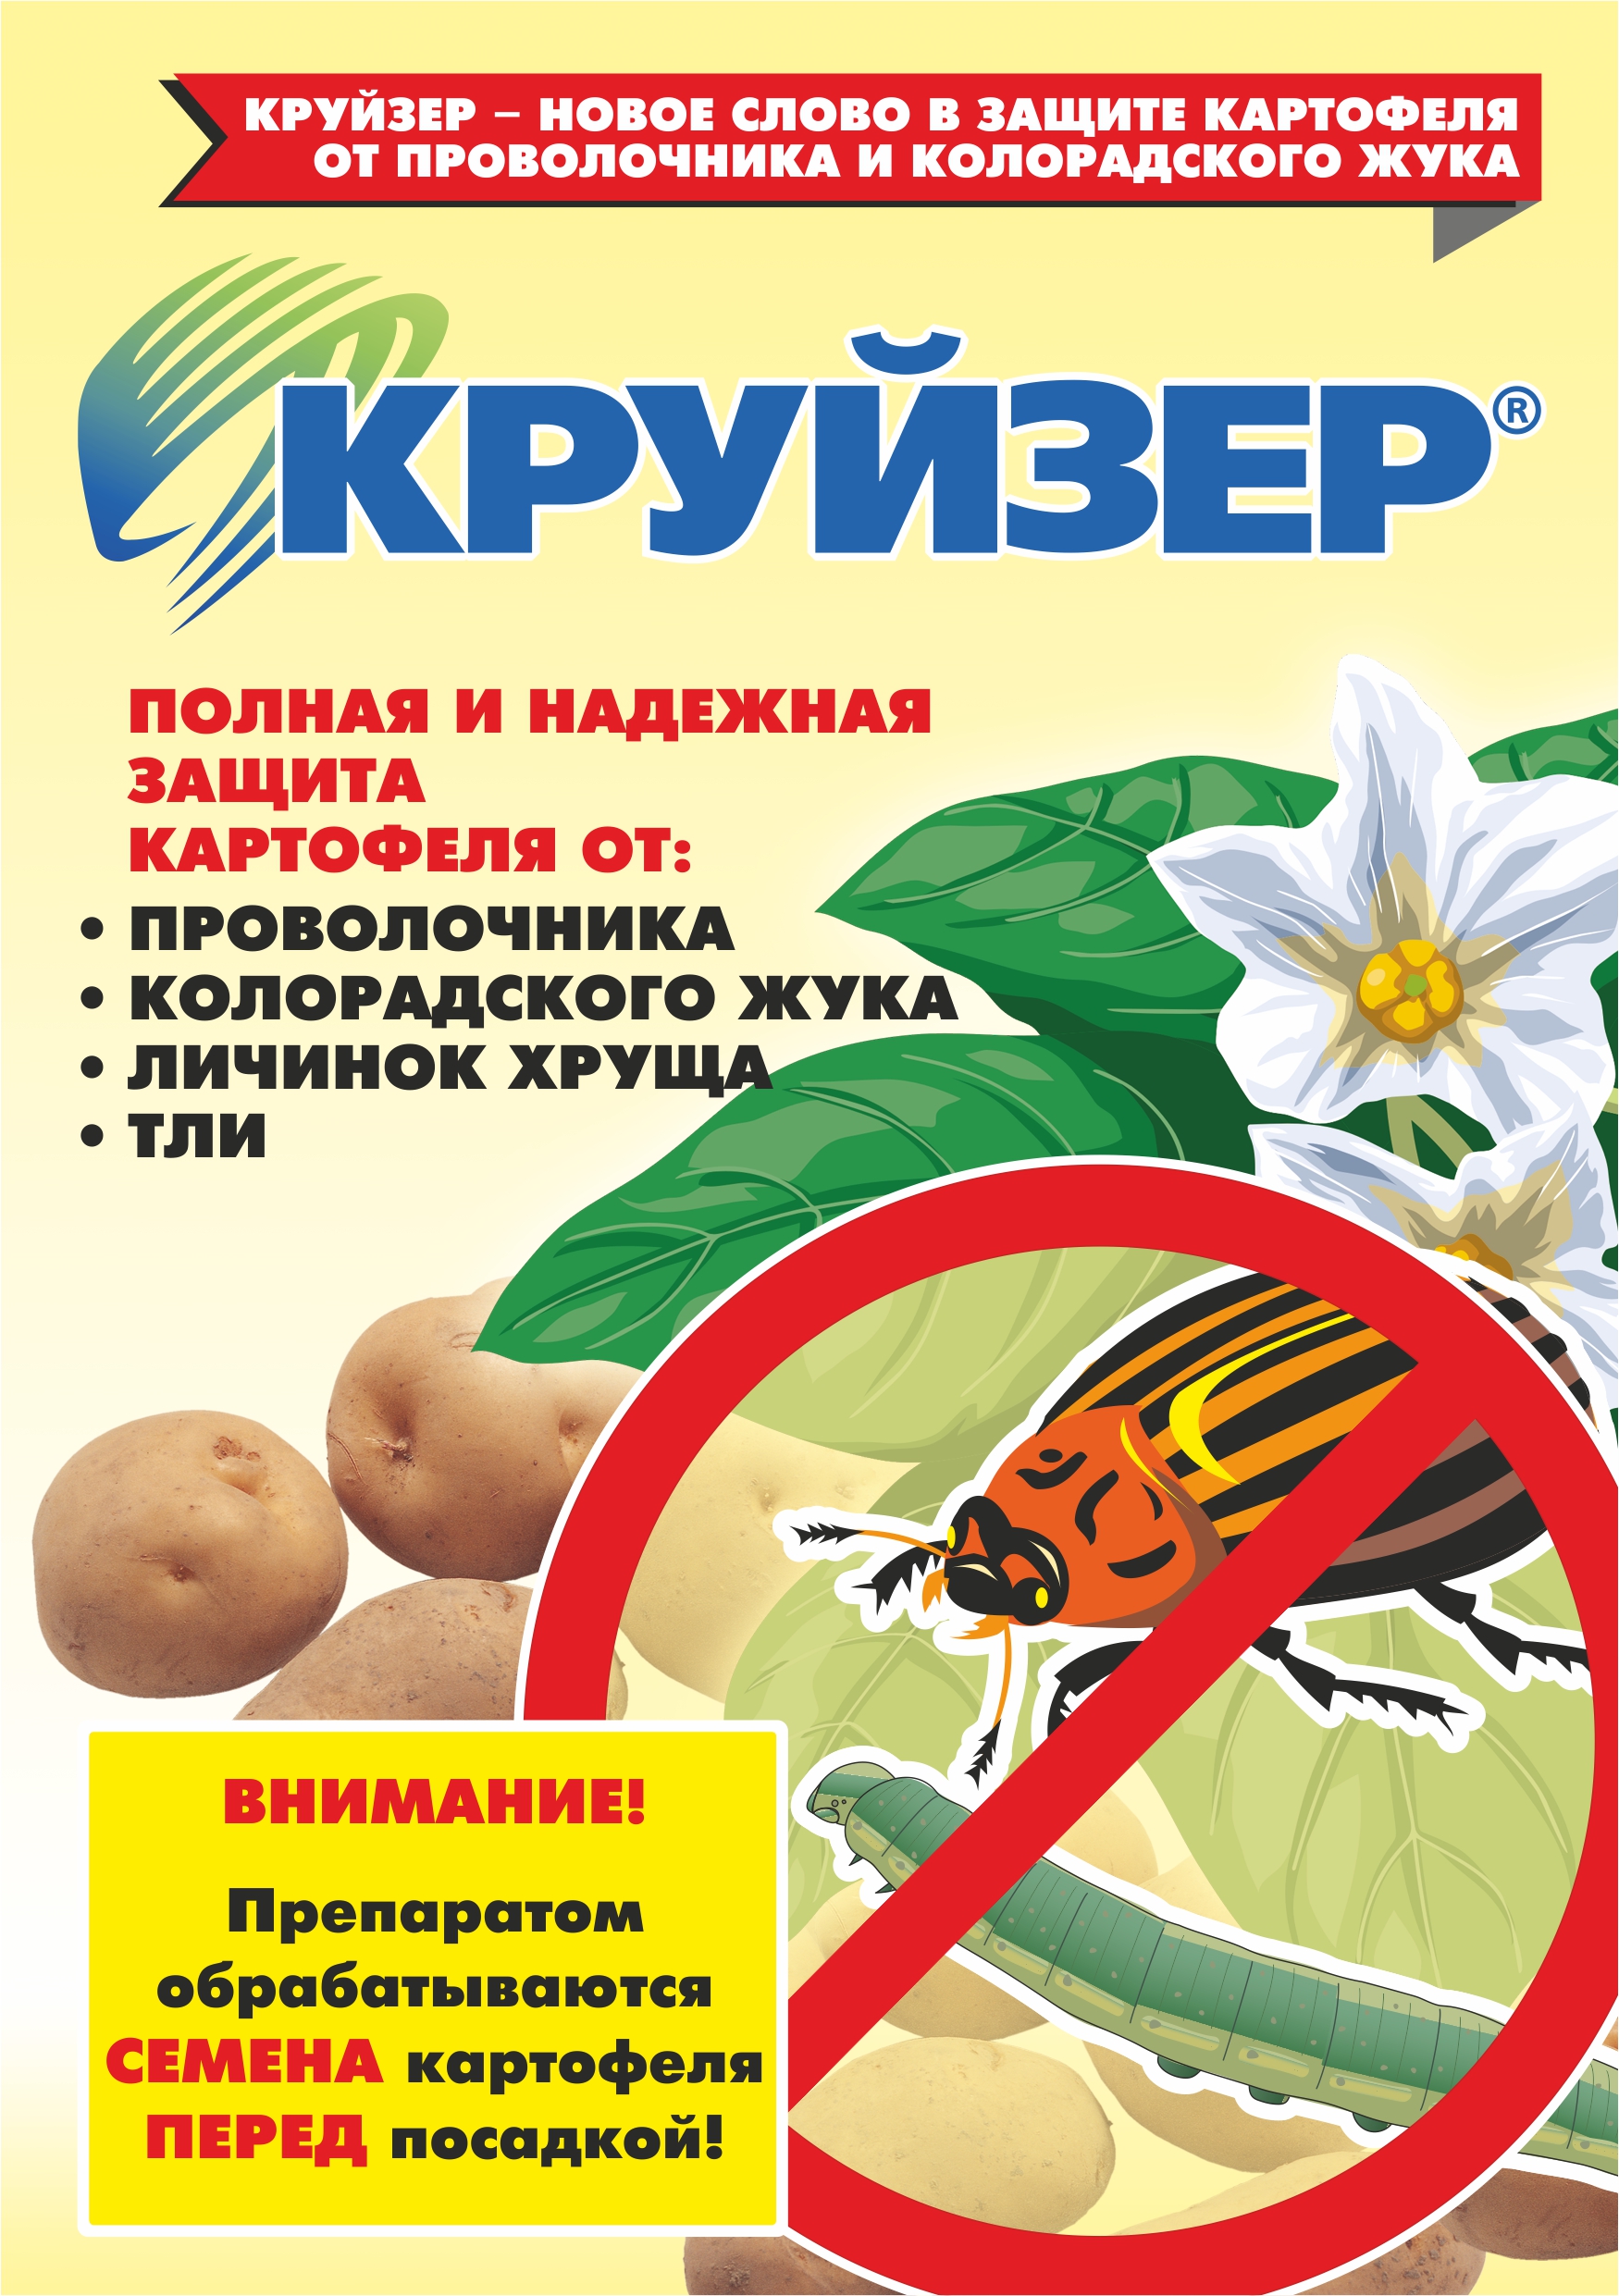 КРУЙЗЕР – НОВОЕ СЛОВО В ЗАЩИТЕ КАРТОФЕЛЯ
ОТ ПРОВОЛОЧНИКА И КОЛОРАДСКОГО ЖУКА
КРУЙЗЕР®
ПОЛНАЯ И НАДЕЖНАЯ
ЗАЩИТА
КАРТОФЕЛЯ ОТ:
• ПРОВОЛОЧНИКА
• КОЛОРАДСКОГО ЖУКА
• ЛИЧИНОК ХРУЩА
• ТЛИ
ВНИМАНИЕ!
Препаратом
обрабатываются
СЕМЕНА картофеля
ПЕРЕД посадкой!